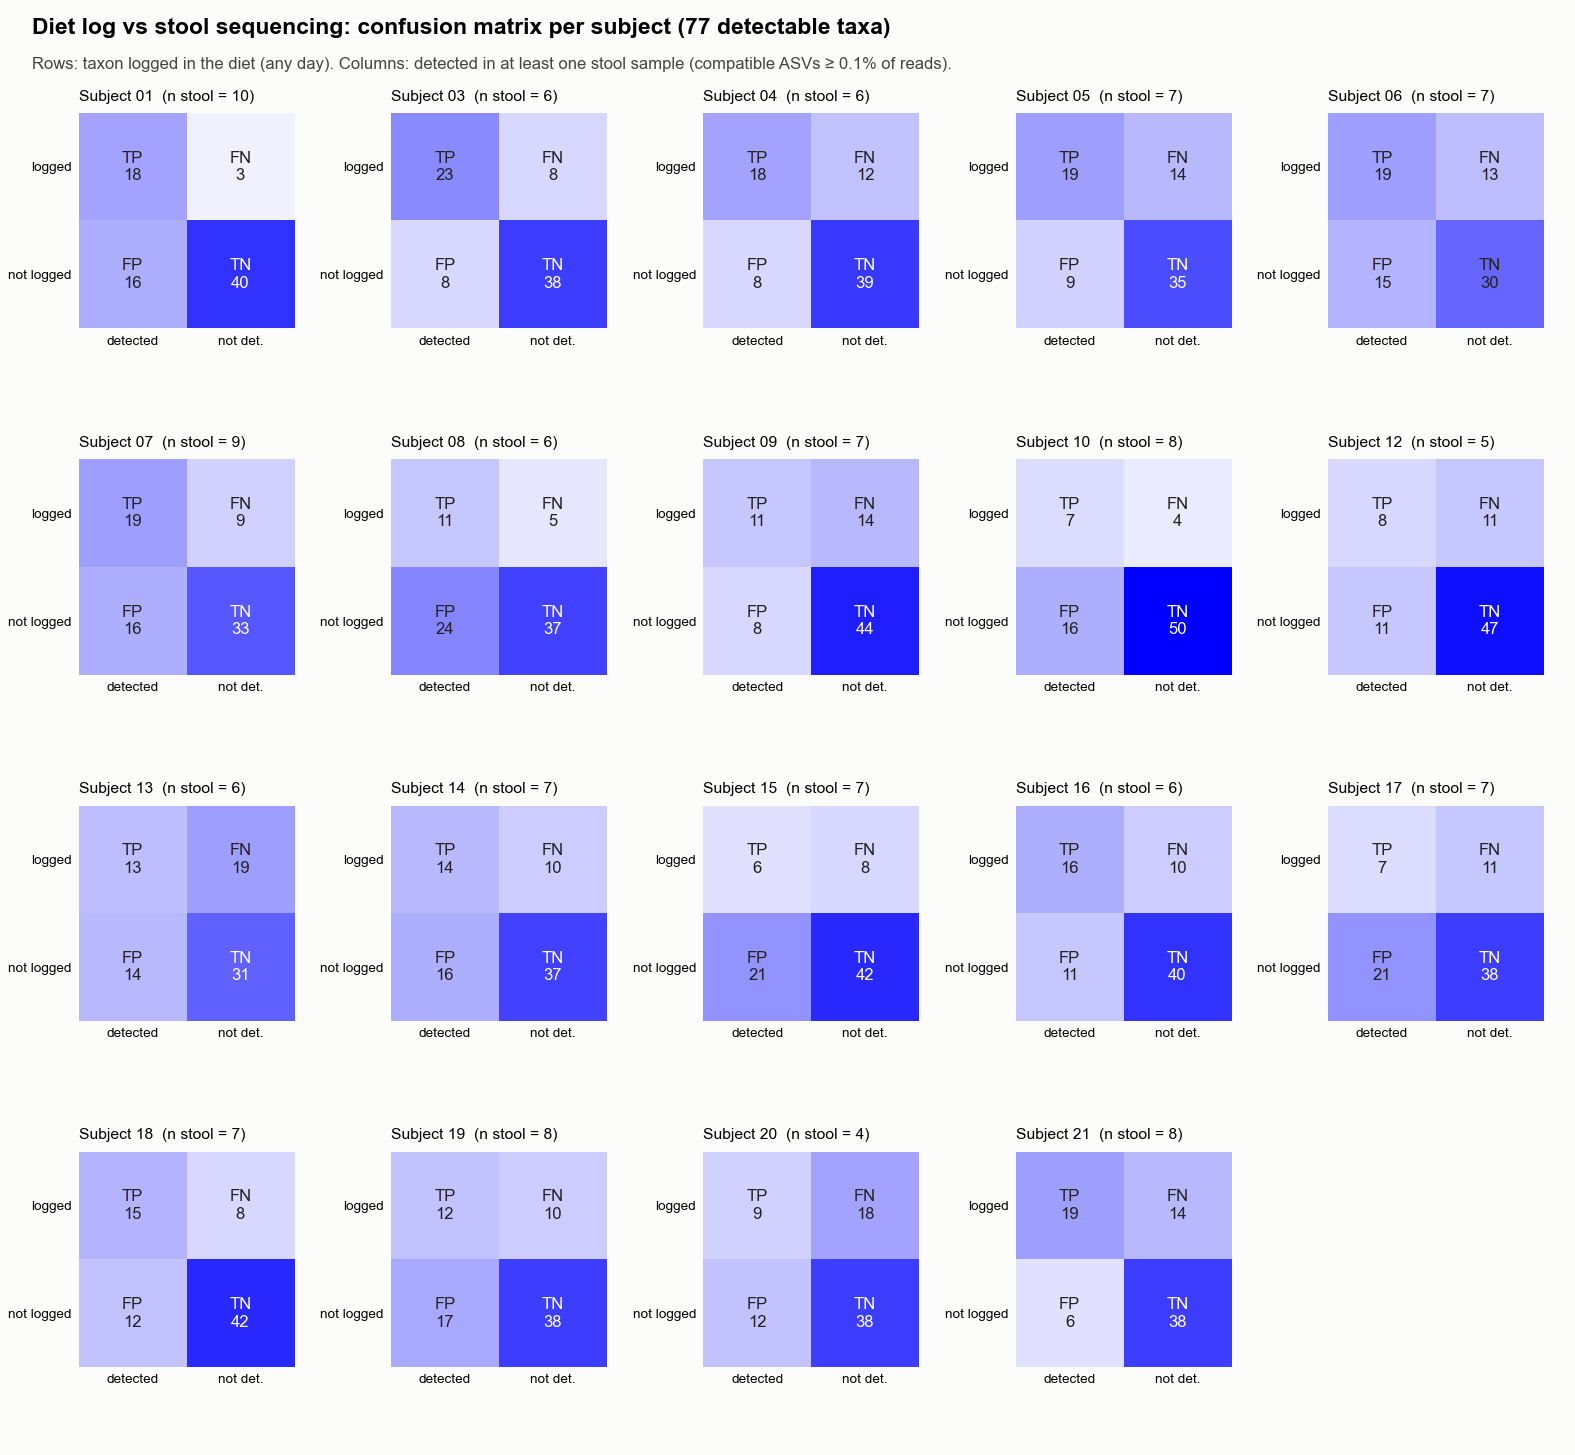 Diet log vs stool sequencing: confusion matrix per subject (77 detectable taxa)
Rows: taxon logged in the diet (any day). Columns: detected in at least one stool sample (compatible ASVs ≥ 0.1% of reads).
Subject 01 (n stool = 10)
logged
TP
18
FN
3
not logged
FP
16
TN
40
detected
not det.
Subject 03 (n stool = 6)
logged
TP
23
FN
8
not logged
FP
8
TN
38
detected
not det.
Subject 04 (n stool = 6)
logged
TP
18
FN
12
not logged
FP
8
TN
39
detected
not det.
Subject 05 (n stool = 7)
logged
TP
19
FN
14
not logged
FP
9
TN
35
detected
not det.
Subject 06 (n stool = 7)
logged
TP
19
FN
13
not logged
FP
15
TN
30
detected
not det.
Subject 07 (n stool = 9)
logged
TP
19
FN
9
not logged
FP
16
TN
33
detected
not det.
Subject 08 (n stool = 6)
logged
TP
11
FN
5
not logged
FP
24
TN
37
detected
not det.
Subject 09 (n stool = 7)
logged
TP
11
FN
14
not logged
FP
8
TN
44
detected
not det.
Subject 10 (n stool = 8)
logged
TP
7
FN
4
not logged
FP
16
TN
50
detected
not det.
Subject 12 (n stool = 5)
logged
TP
8
FN
11
not logged
FP
11
TN
47
detected
not det.
Subject 13 (n stool = 6)
logged
TP
13
FN
19
not logged
FP
14
TN
31
detected
not det.
Subject 14 (n stool = 7)
logged
TP
14
FN
10
not logged
FP
16
TN
37
detected
not det.
Subject 15 (n stool = 7)
logged
TP
6
FN
8
not logged
FP
21
TN
42
detected
not det.
Subject 16 (n stool = 6)
logged
TP
16
FN
10
not logged
FP
11
TN
40
detected
not det.
Subject 17 (n stool = 7)
logged
TP
7
FN
11
not logged
FP
21
TN
38
detected
not det.
Subject 18 (n stool = 7)
logged
TP
15
FN
8
not logged
FP
12
TN
42
detected
not det.
Subject 19 (n stool = 8)
logged
TP
12
FN
10
not logged
FP
17
TN
38
detected
not det.
Subject 20 (n stool = 4)
logged
TP
9
FN
18
not logged
FP
12
TN
38
detected
not det.
Subject 21 (n stool = 8)
logged
TP
19
FN
14
not logged
FP
6
TN
38
detected
not det.